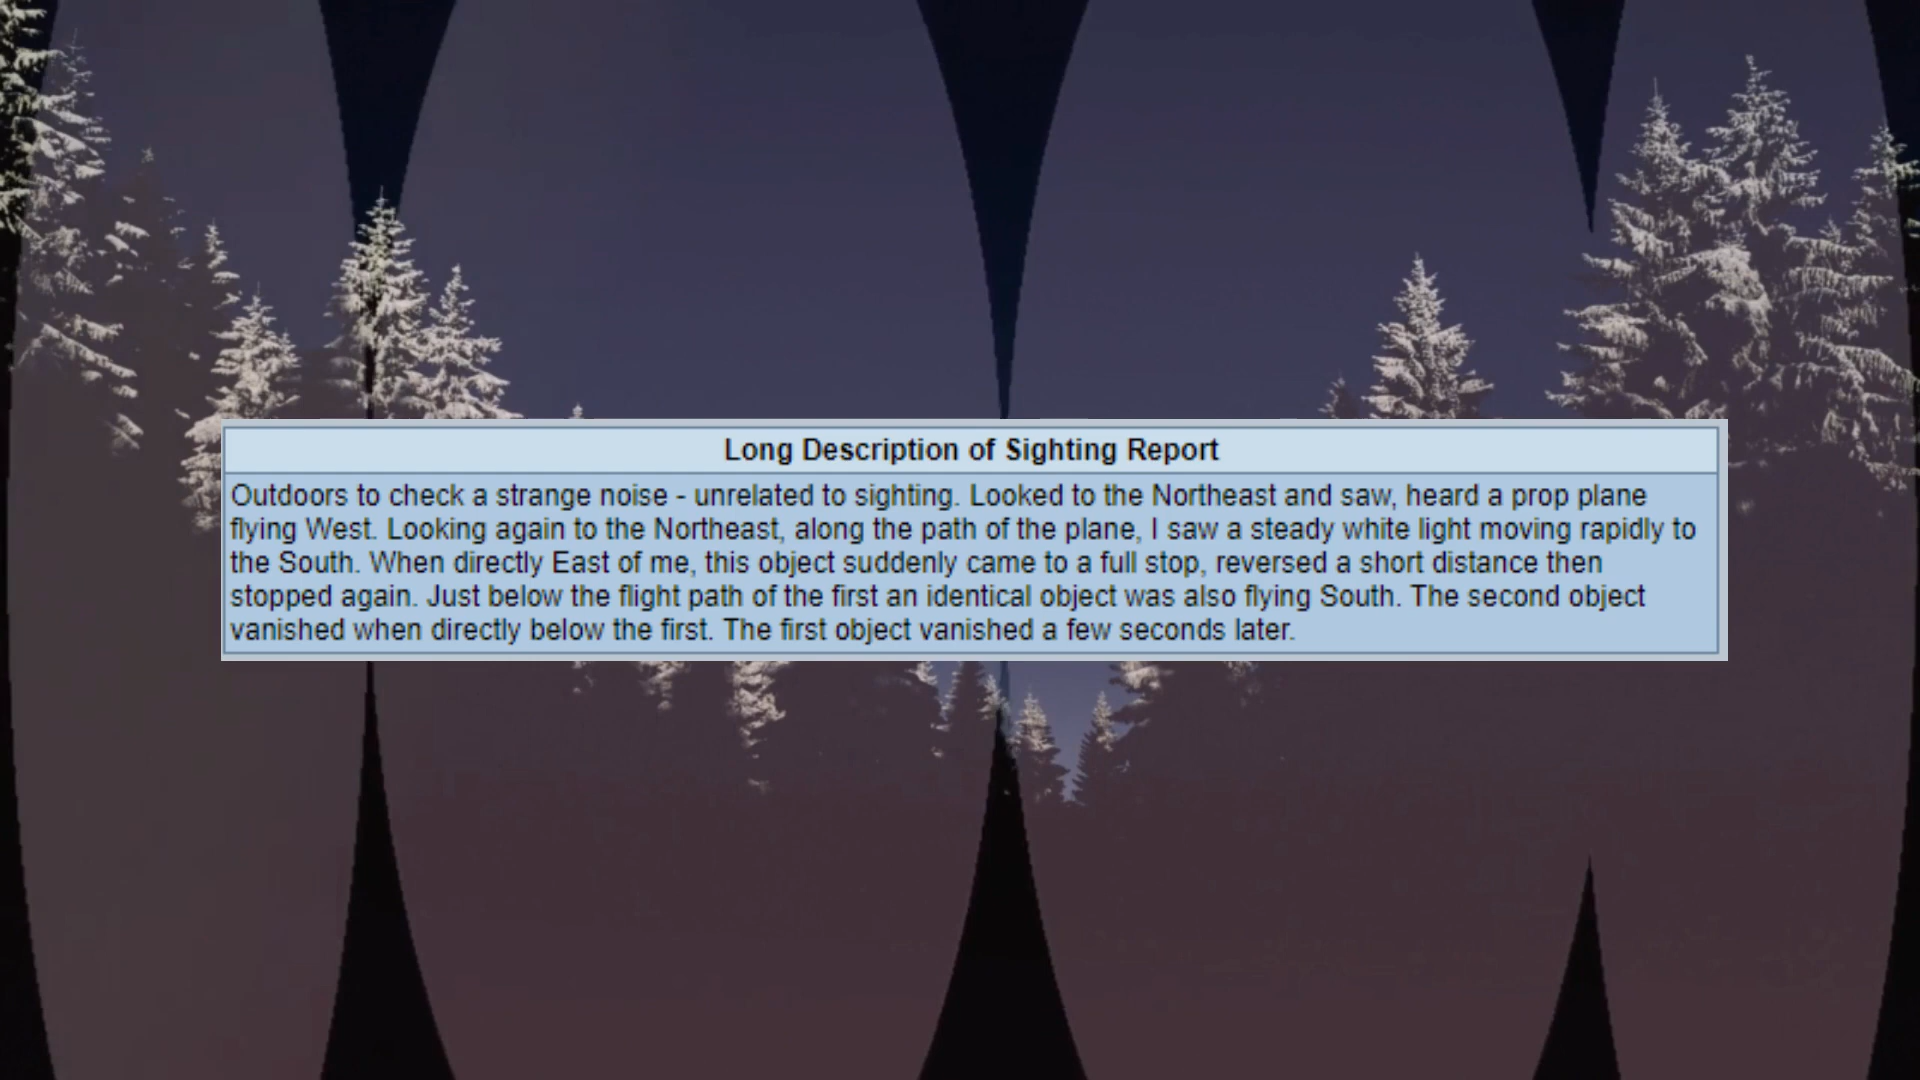 Long Description of Sighting Report
Outdoors to check a strange noise - unrelated to sighting. Looked to the Northeast and saw, heard a prop plane
flying West. Looking again to the Northeast, along the path of the plane, I saw a steady white light moving rapidly to
the South. When directly East of me, this object suddenly came to a full stop, reversed a short distance then
stopped again. Just below the flight path of the first an identical object was also flying South. The second object
vanished when directly below the first. The first object vanished a few seconds later.